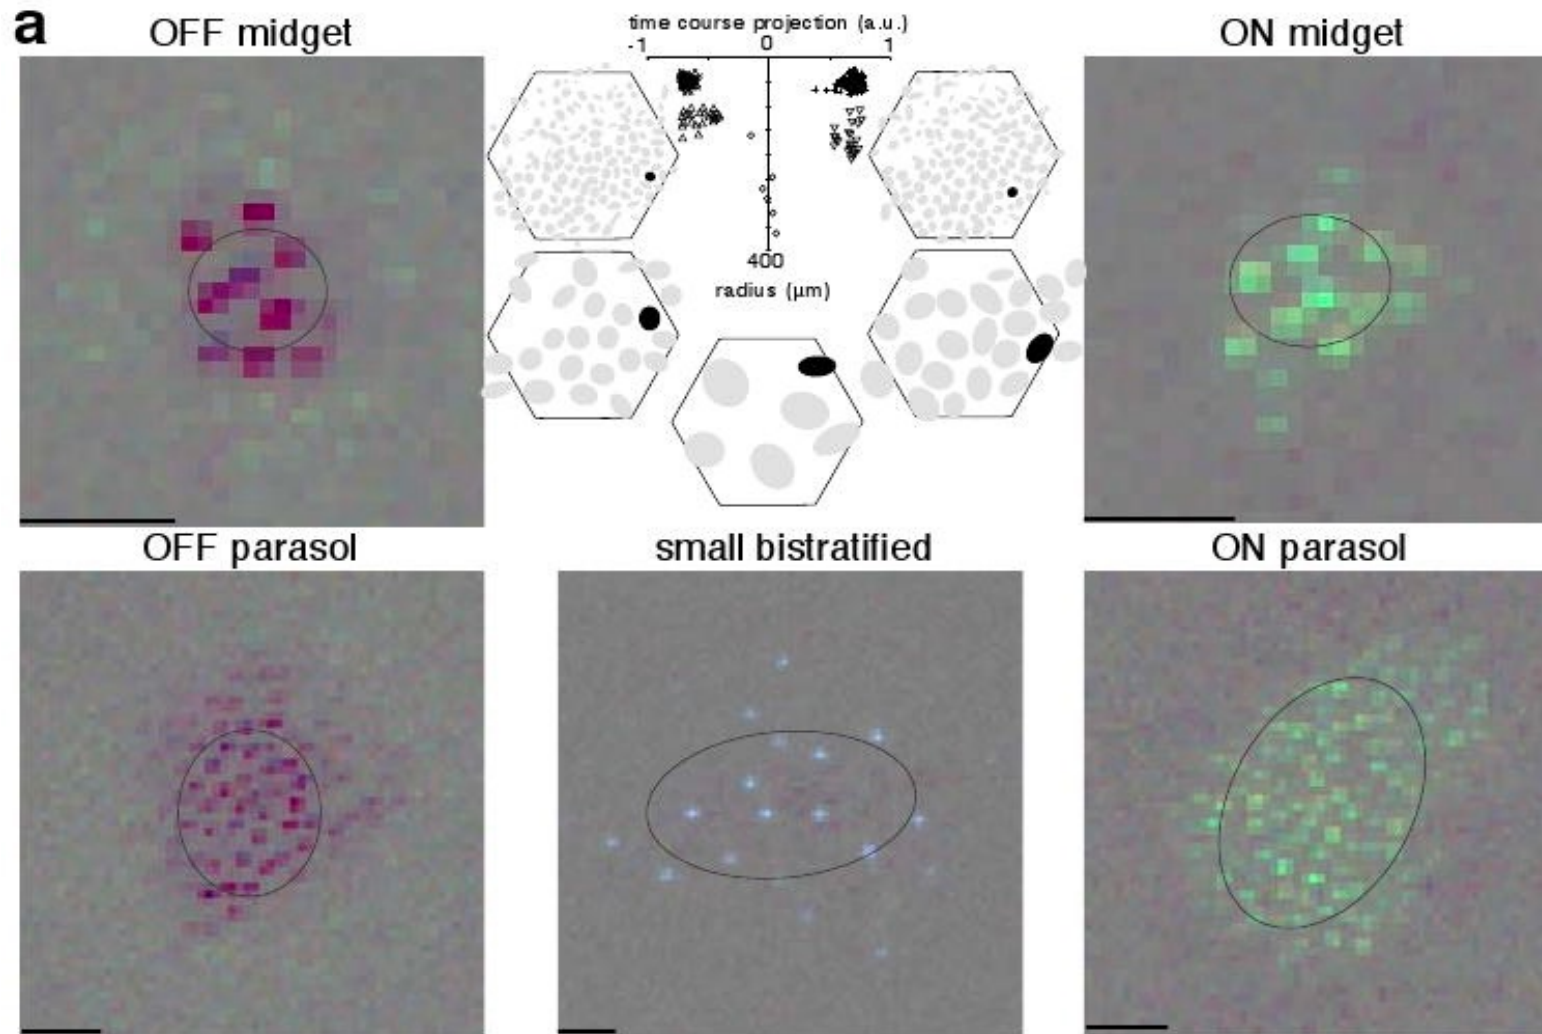 a
OFF midget
time course projection (a.u.)
-1 0 1
ON midget
400
radius (µm)
OFF parasol
small bistratified
ON parasol